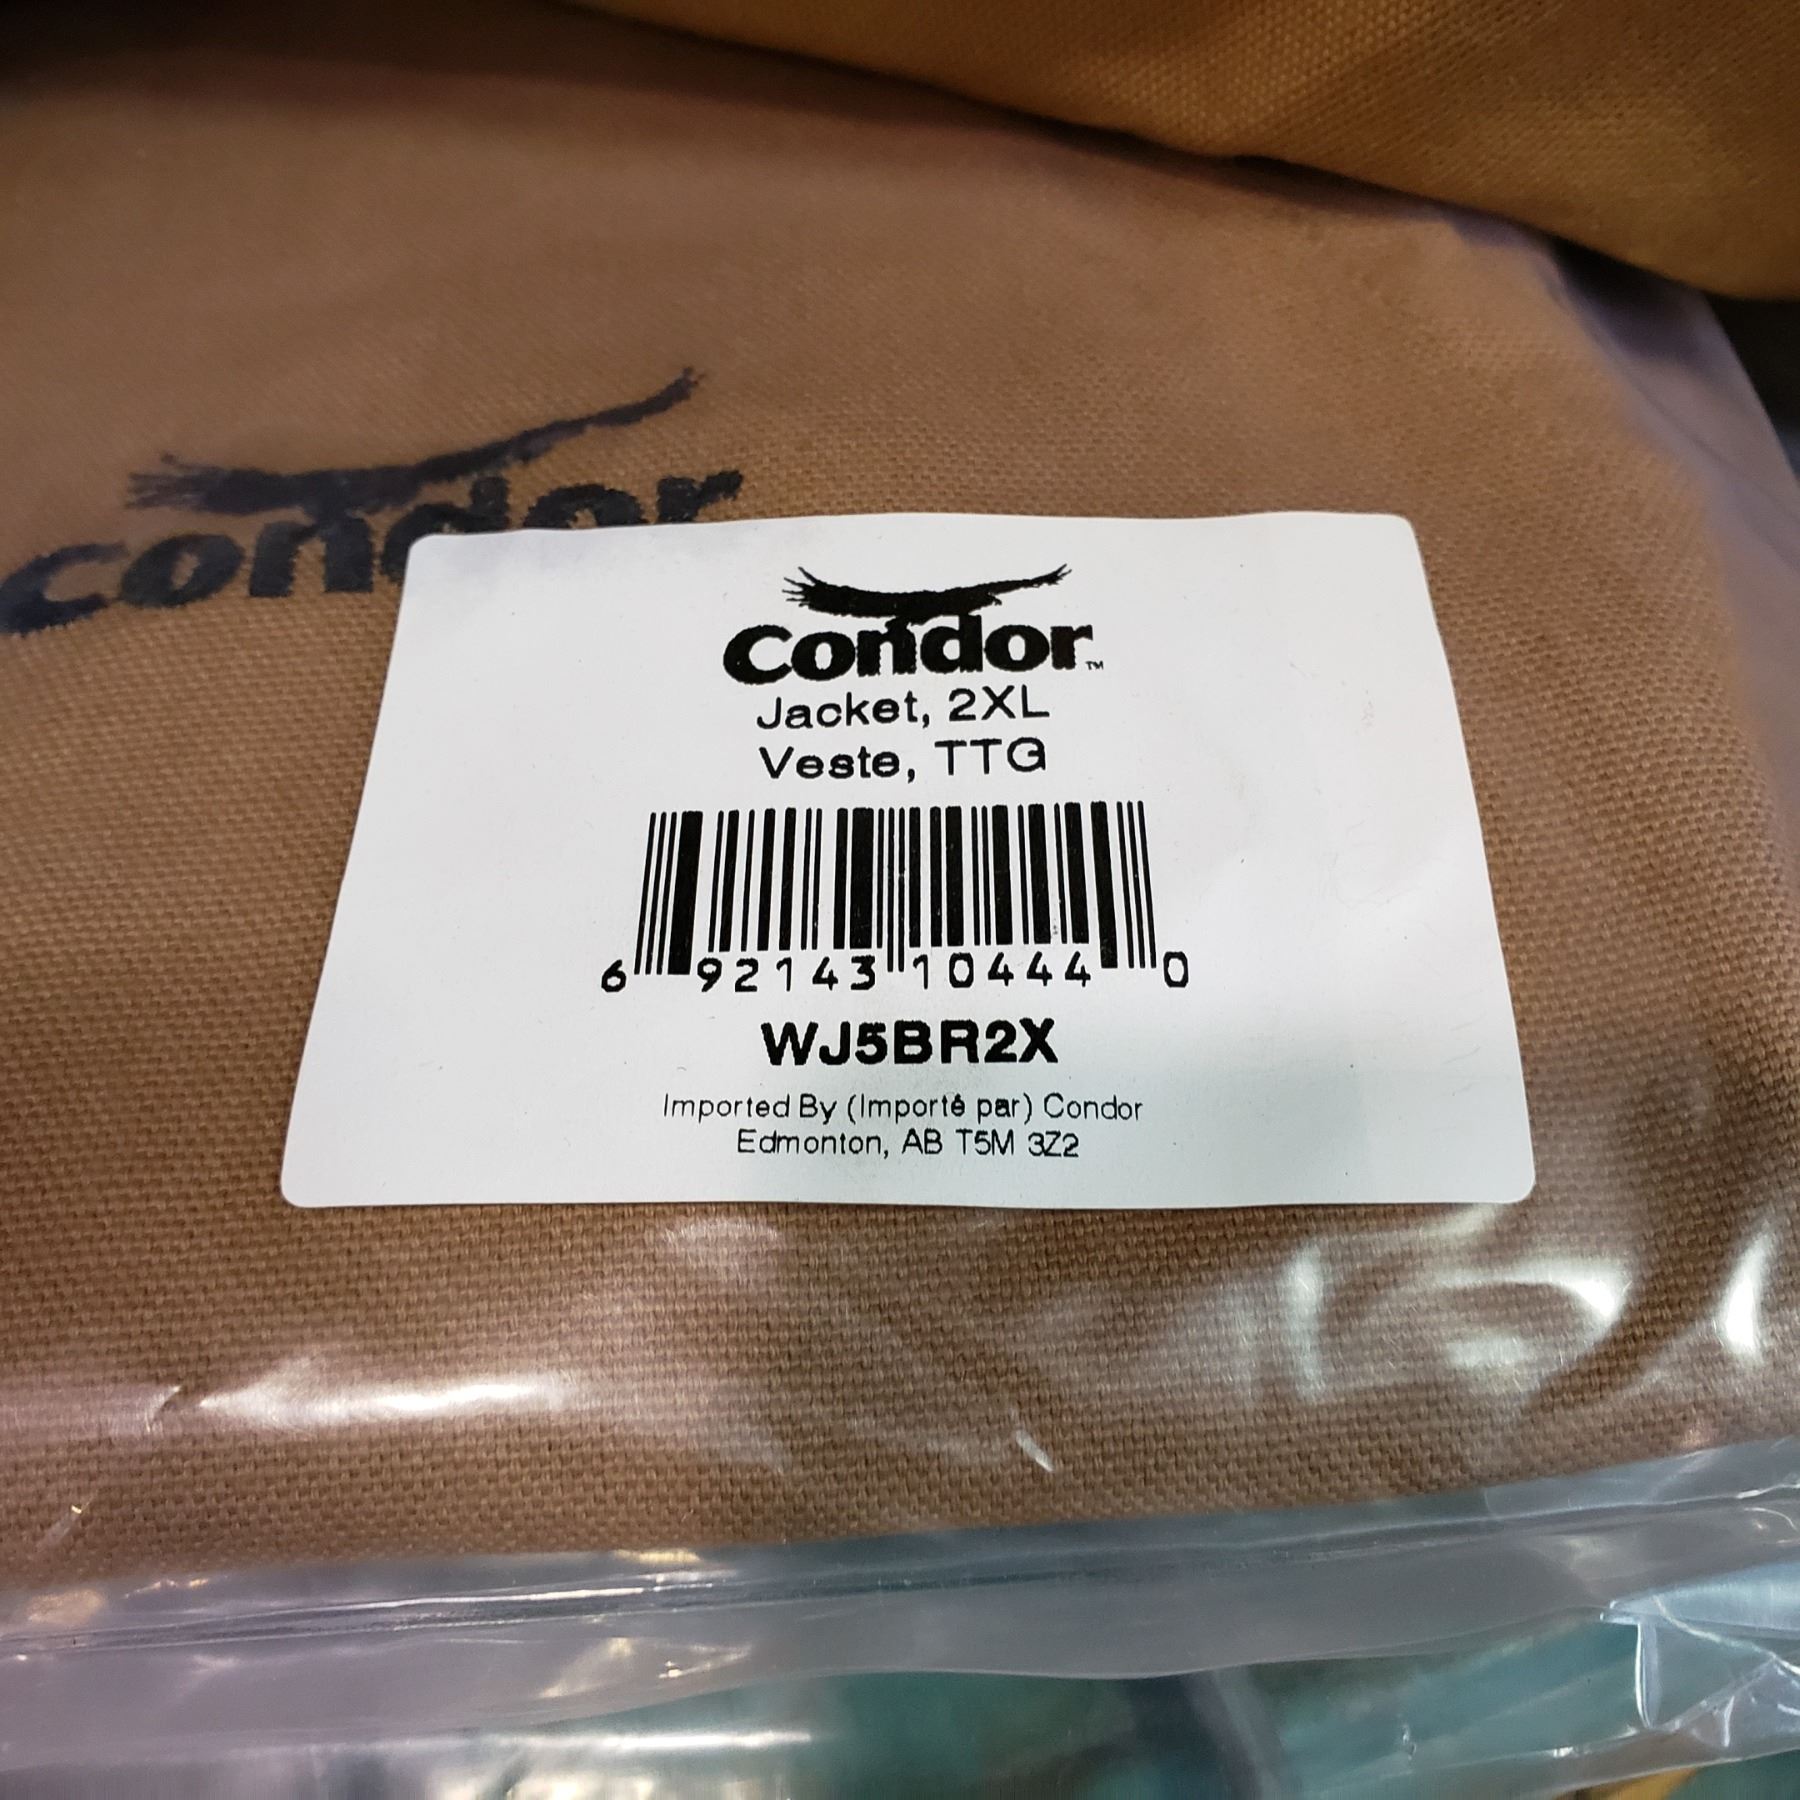 condor
Condor™
Jacket, 2XL
Veste, TTG
6 92143 10444 0
WJ5BR2X
Imported By (Importé par) Condor
Edmonton, AB T5M 3Z2